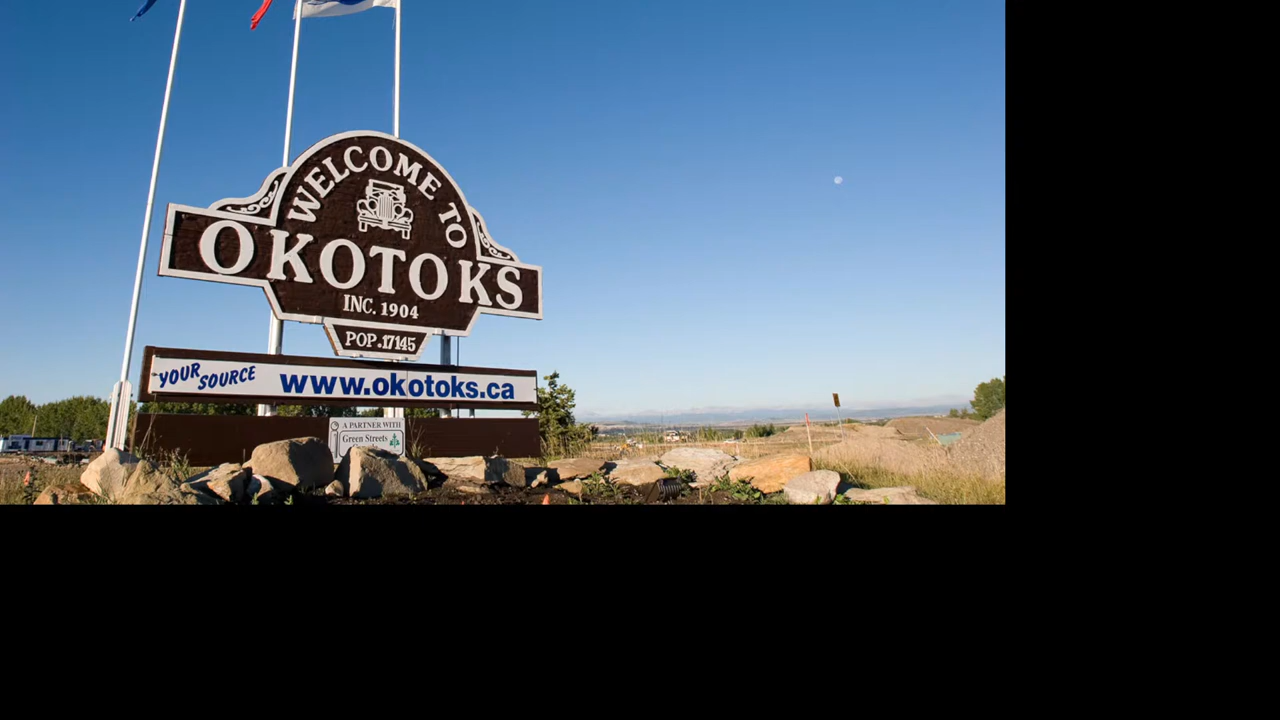 WELCOME TO
OKOTOKS
INC. 1904
POP. 17145
YOUR SOURCE www.okotoks.ca
A PARTNER WITH
Green Streets